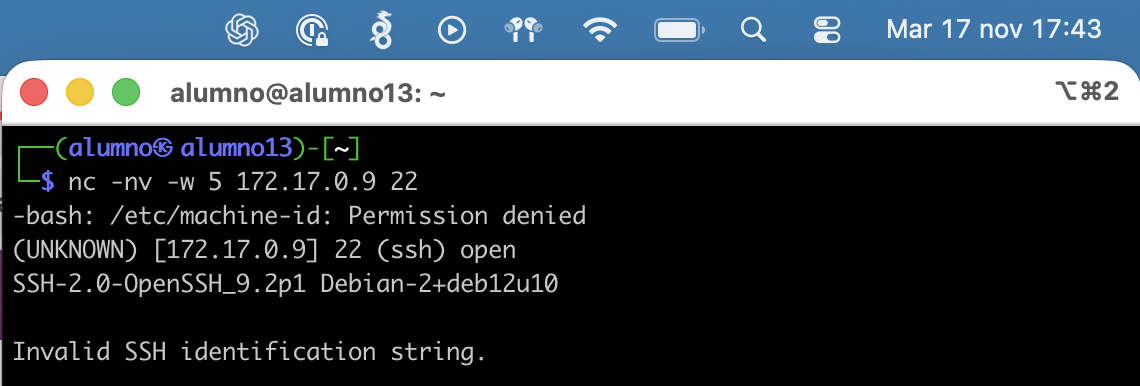 Mar 17 nov 17:43
alumno@alumno13: ~
⌥⌘2
┌──(alumno㉿ alumno13)-[~]
└─$ nc -nv -w 5 172.17.0.9 22
-bash: /etc/machine-id: Permission denied
(UNKNOWN) [172.17.0.9] 22 (ssh) open
SSH-2.0-OpenSSH_9.2p1 Debian-2+deb12u10
Invalid SSH identification string.